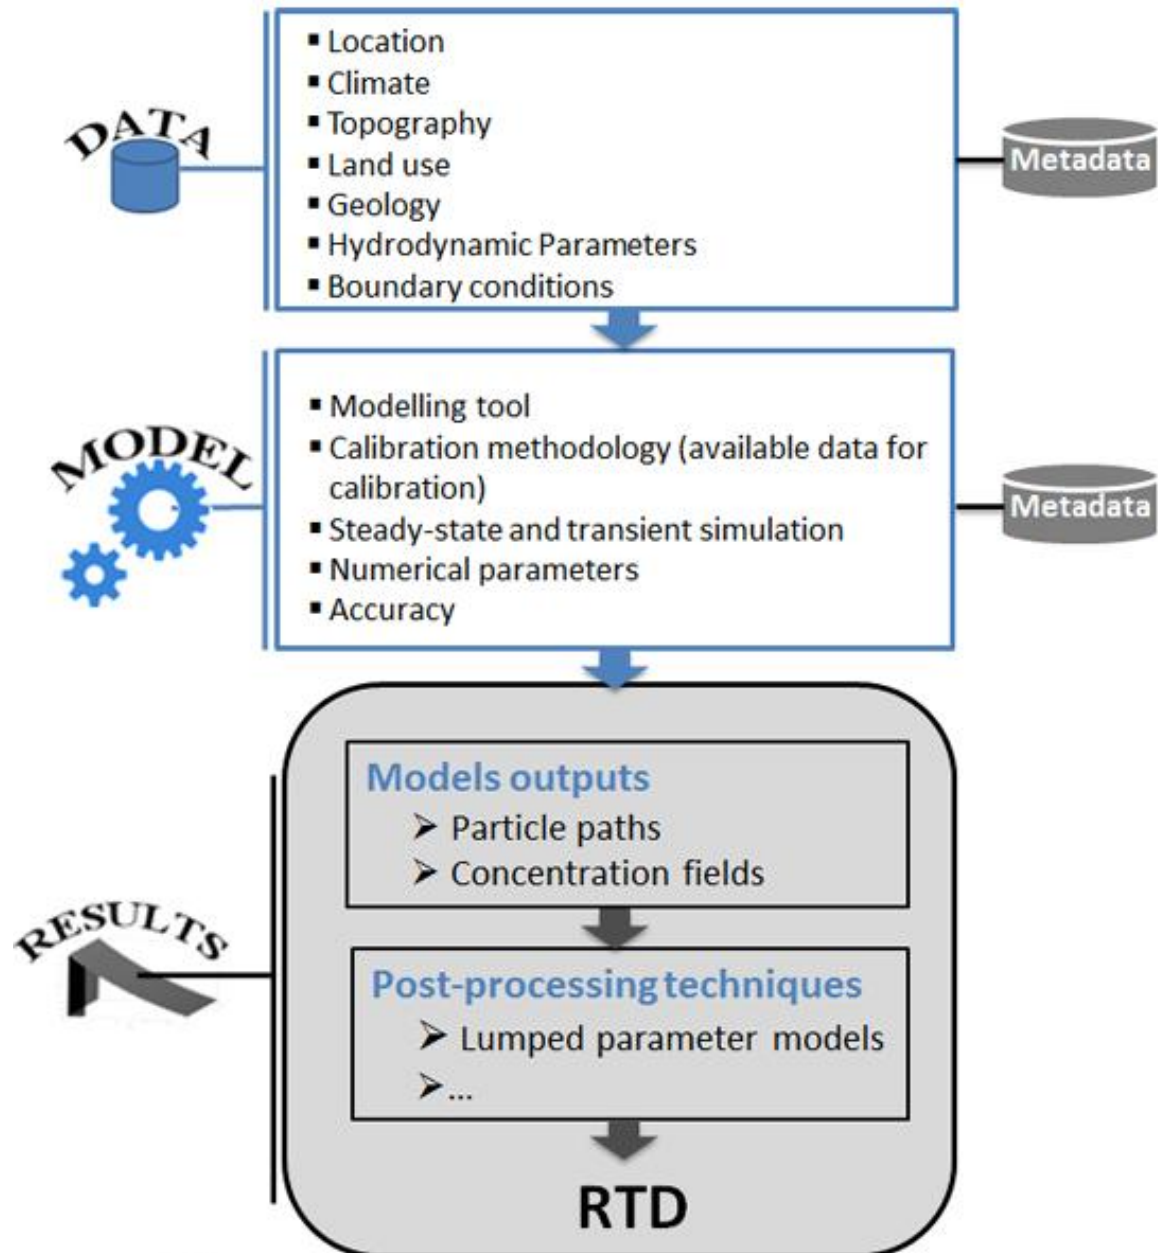 DATA
▪ Location
▪ Climate
▪ Topography
▪ Land use
▪ Geology
▪ Hydrodynamic Parameters
▪ Boundary conditions
Metadata
MODEL
▪ Modelling tool
▪ Calibration methodology (available data for
calibration)
▪ Steady-state and transient simulation
▪ Numerical parameters
▪ Accuracy
Metadata
RESULTS
Models outputs
➢ Particle paths
➢ Concentration fields
Post-processing techniques
➢ Lumped parameter models
➢ ...
RTD